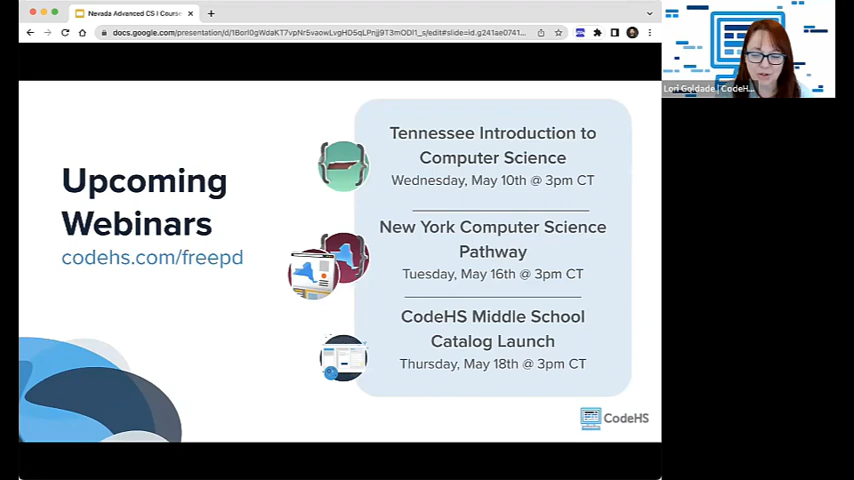 Nevada Advanced CS | Course
docs.google.com/presentation/d/1BorI0gWdaKT7vpNr5vaowLvgHD5qLPnjj9T3mODI1_s/edit#slide=id.g241ae0741...
Lori Goldade | CodeH...
Upcoming
Webinars
codehs.com/freepd
Tennessee Introduction to
Computer Science
Wednesday, May 10th @ 3pm CT
New York Computer Science
Pathway
Tuesday, May 16th @ 3pm CT
CodeHS Middle School
Catalog Launch
Thursday, May 18th @ 3pm CT
CodeHS